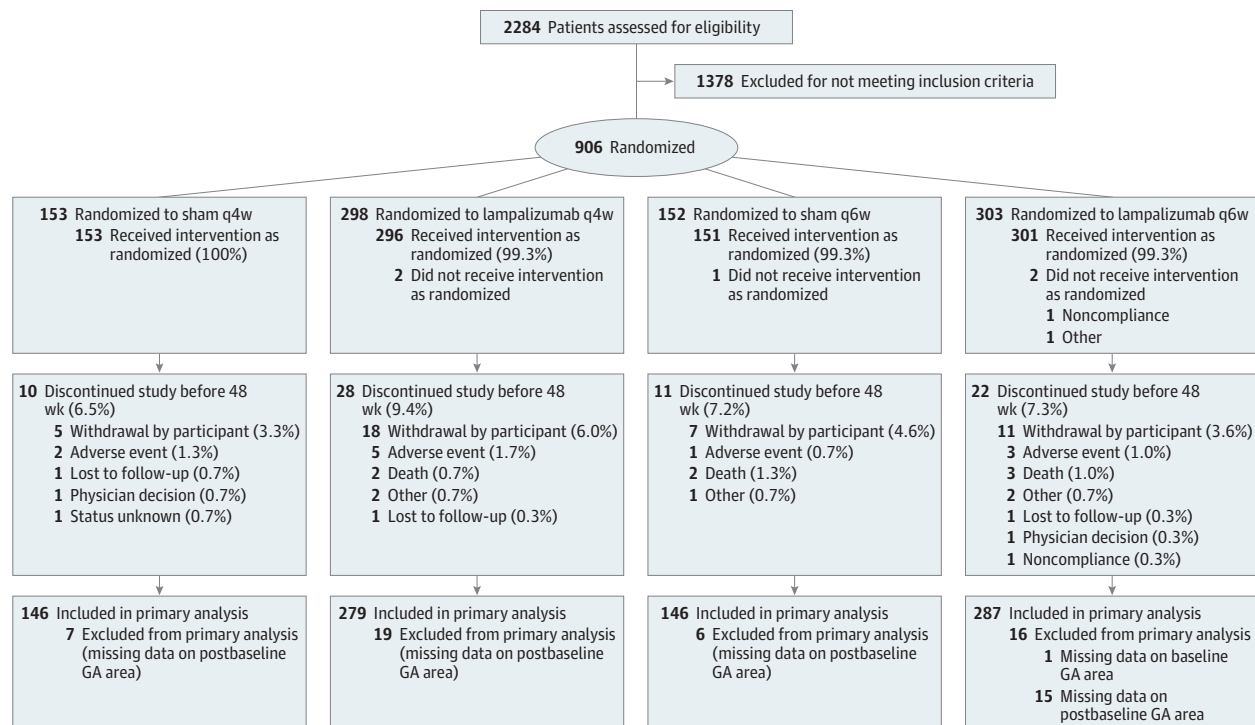 2284 Patients assessed for eligibility
1378 Excluded for not meeting inclusion criteria
906 Randomized
153 Randomized to sham q4w
153 Received intervention as
randomized (100%)
298 Randomized to lampalizumab q4w
296 Received intervention as
randomized (99.3%)
2 Did not receive intervention
as randomized
152 Randomized to sham q6w
151 Received intervention as
randomized (99.3%)
1 Did not receive intervention
as randomized
303 Randomized to lampalizumab q6w
301 Received intervention as
randomized (99.3%)
2 Did not receive intervention
as randomized
1 Noncompliance
1 Other
10 Discontinued study before 48
wk (6.5%)
5 Withdrawal by participant (3.3%)
2 Adverse event (1.3%)
1 Lost to follow-up (0.7%)
1 Physician decision (0.7%)
1 Status unknown (0.7%)
28 Discontinued study before 48
wk (9.4%)
18 Withdrawal by participant (6.0%)
5 Adverse event (1.7%)
2 Death (0.7%)
2 Other (0.7%)
1 Lost to follow-up (0.3%)
11 Discontinued study before 48
wk (7.2%)
7 Withdrawal by participant (4.6%)
1 Adverse event (0.7%)
2 Death (1.3%)
1 Other (0.7%)
22 Discontinued study before 48
wk (7.3%)
11 Withdrawal by participant (3.6%)
3 Adverse event (1.0%)
3 Death (1.0%)
2 Other (0.7%)
1 Lost to follow-up (0.3%)
1 Physician decision (0.3%)
1 Noncompliance (0.3%)
146 Included in primary analysis
7 Excluded from primary analysis
(missing data on postbaseline
GA area)
279 Included in primary analysis
19 Excluded from primary analysis
(missing data on postbaseline
GA area)
146 Included in primary analysis
6 Excluded from primary analysis
(missing data on postbaseline
GA area)
287 Included in primary analysis
16 Excluded from primary analysis
1 Missing data on baseline
GA area
15 Missing data on
postbaseline GA area